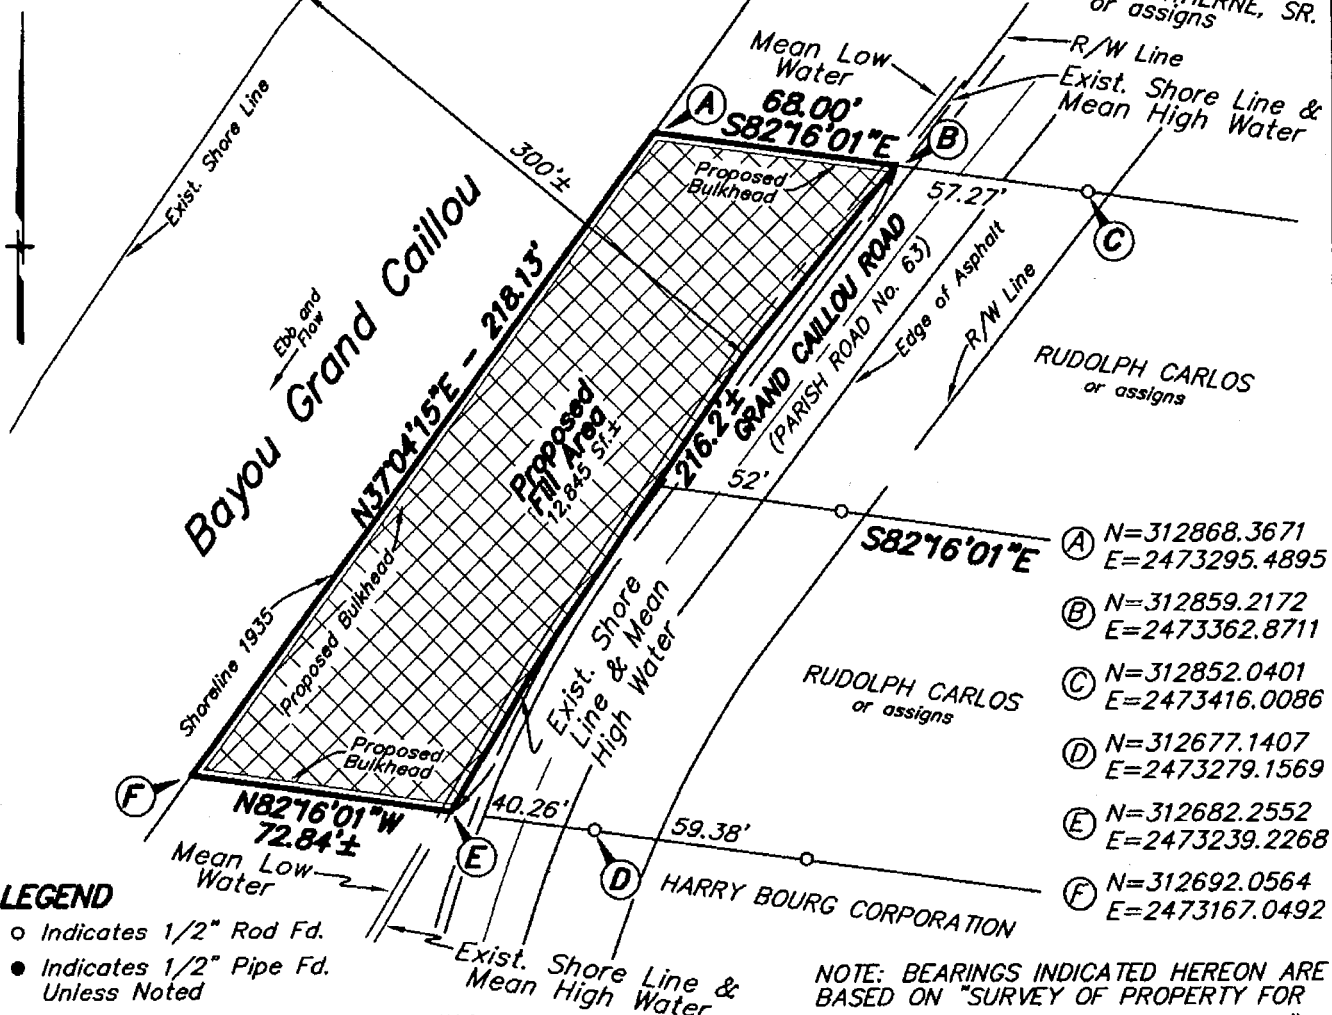 HERNE, SR.
or assigns
R/W Line
Mean Low
Water
Exist. Shore Line &
Mean High Water
68.00'
S82°16'01"E
A
B
C
Exist. Shore Line
300'±
Proposed
Bulkhead
57.27'
Bayou Grand Caillou
Ebb and
Flow
N37°04'15"E - 218.13'
GRAND CAILLOU ROAD
(PARISH ROAD No. 63)
Edge of Asphalt
R/W Line
RUDOLPH CARLOS
or assigns
Proposed
Fill Area
12,845 Sf.±
216.2'±
52'
S82°16'01"E
Shoreline 1935
Proposed Bulkhead
Exist. Shore
Line & Mean
High Water
RUDOLPH CARLOS
or assigns
Proposed
Bulkhead
F
N82°16'01"W
72.84'±
40.26'
59.38'
E
D
HARRY BOURG CORPORATION
Mean Low
Water
Exist. Shore Line &
Mean High Water
A N=312868.3671
E=2473295.4895
B N=312859.2172
E=2473362.8711
C N=312852.0401
E=2473416.0086
D N=312677.1407
E=2473279.1569
E N=312682.2552
E=2473239.2268
F N=312692.0564
E=2473167.0492
LEGEND
Indicates 1/2" Rod Fd.
Indicates 1/2" Pipe Fd.
Unless Noted
NOTE: BEARINGS INDICATED HEREON ARE
BASED ON "SURVEY OF PROPERTY FOR